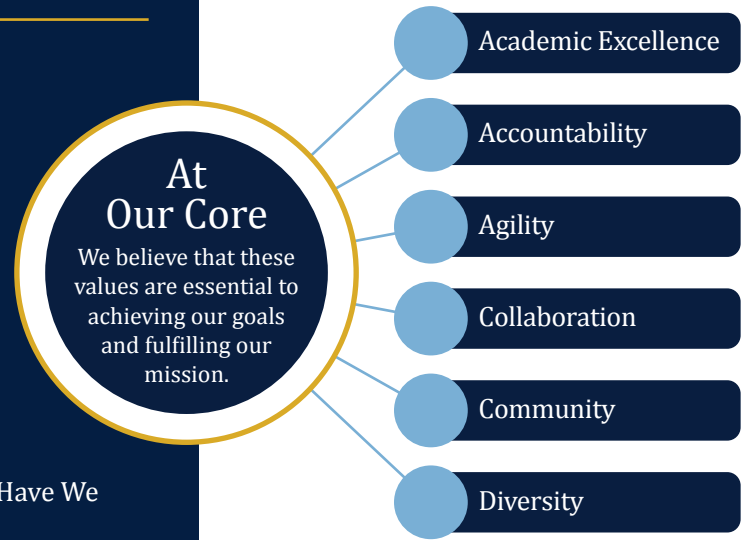 At
Our Core
We believe that these
values are essential to
achieving our goals
and fulfilling our
mission.
Academic Excellence
Accountability
Agility
Collaboration
Community
Diversity
Have We